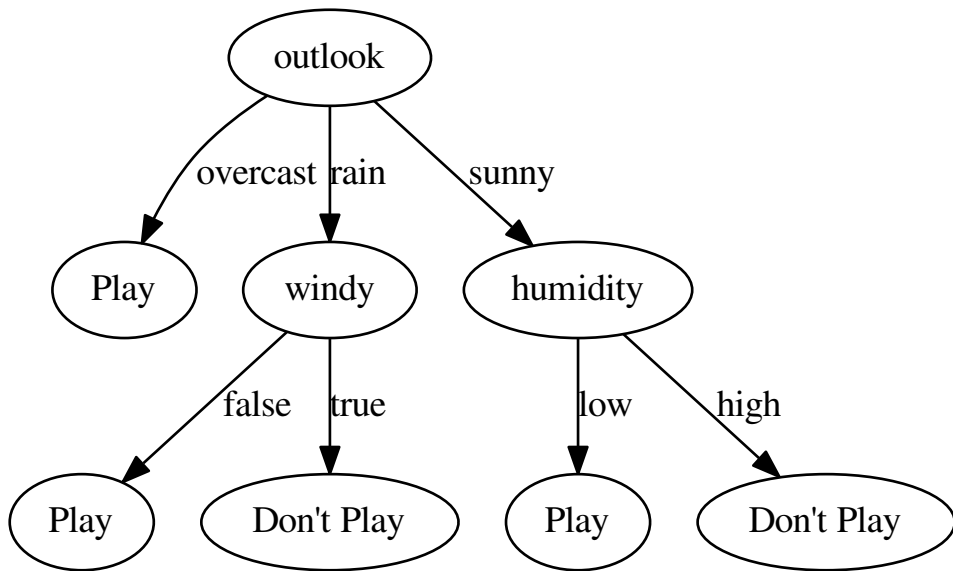 outlook
overcast
rain
sunny
Play
windy
humidity
false
true
low
high
Play
Don't Play
Play
Don't Play